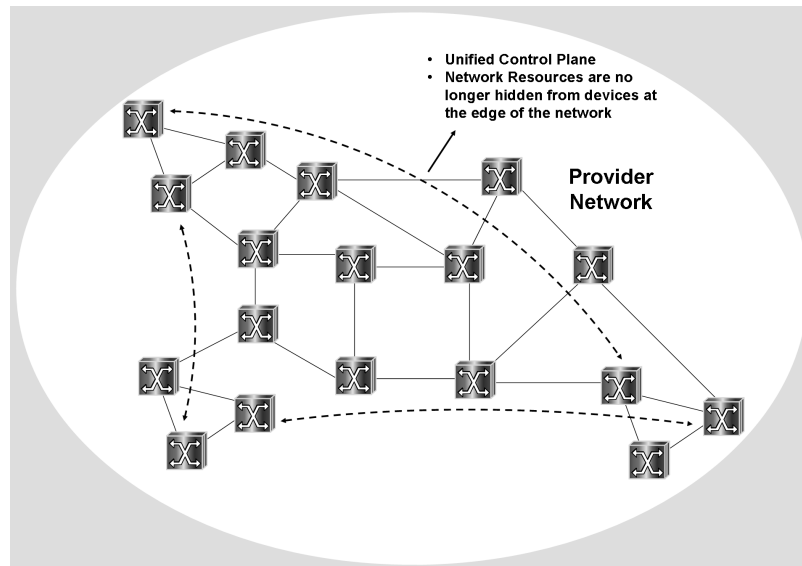 • Unified Control Plane
• Network Resources are no
longer hidden from devices at
the edge of the network
Provider
Network